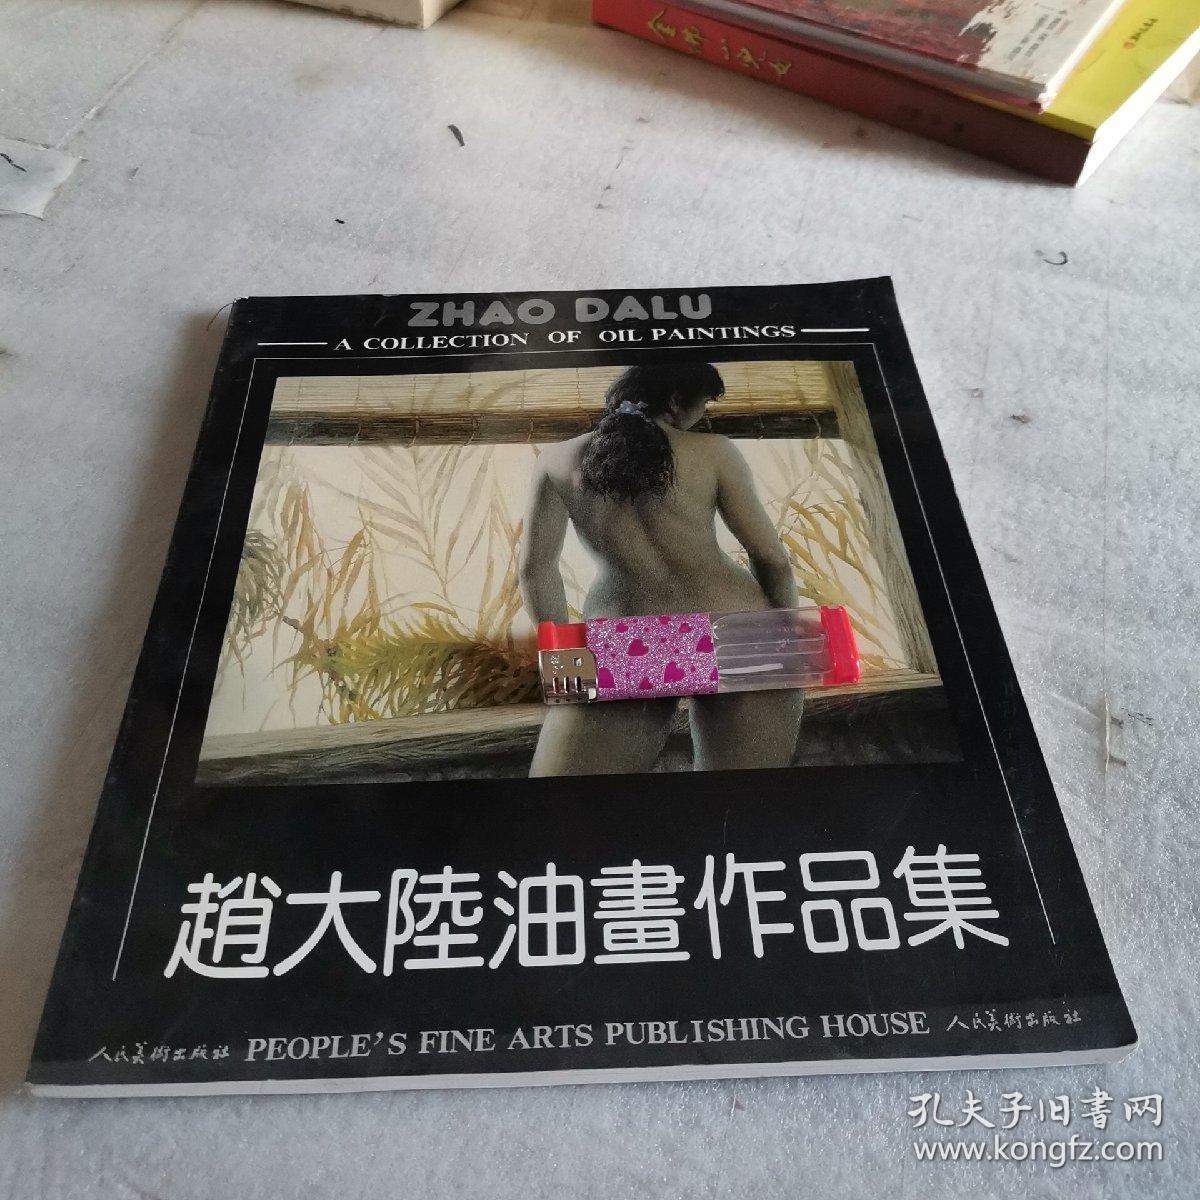 ZHAO DALU
A COLLECTION OF OIL PAINTINGS
趙大陸油畫作品集
人民美術出版社 PEOPLE'S FINE ARTS PUBLISHING HOUSE 人民美術出版社
孔夫子旧书网
www.kongfz.com